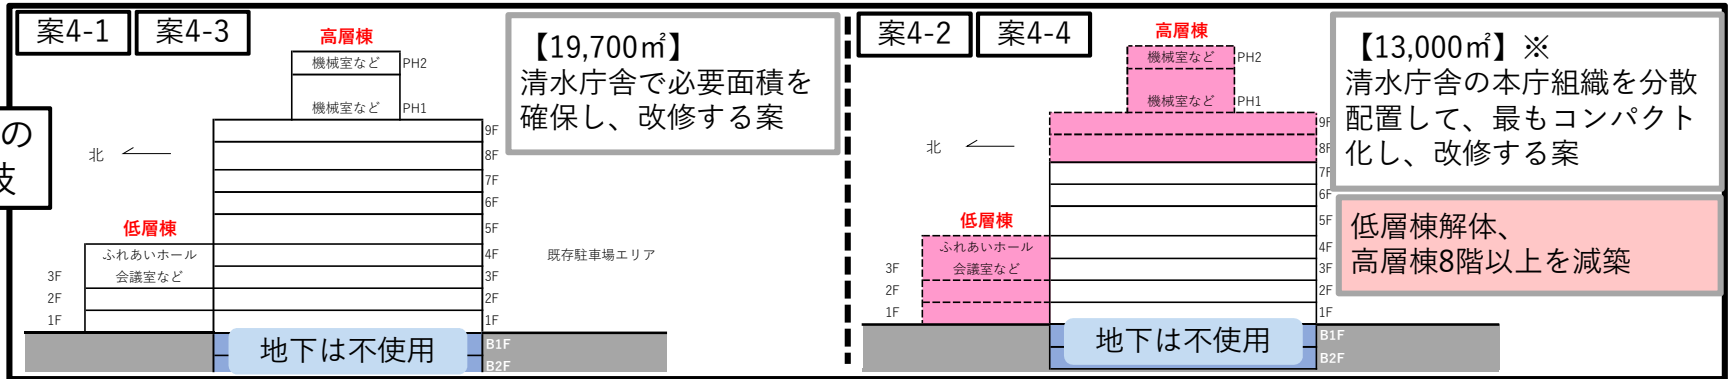 の
案4-1
案4-3
高層棟
機械室など
PH2
機械室など
PH1
【19,700㎡】
清水庁舎で必要面積を
確保し、改修する案
北
9F
8F
7F
6F
5F
4F
3F
2F
1F
低層棟
ふれあいホール
会議室など
3F
2F
1F
既存駐車場エリア
地下は不使用
B1F
B2F
案4-2
案4-4
高層棟
機械室など
PH2
機械室など
PH1
【13,000㎡】※
清水庁舎の本庁組織を分散
配置して、最もコンパクト
化し、改修する案
低層棟解体、
高層棟8階以上を減築
北
9F
8F
7F
6F
5F
4F
3F
2F
1F
低層棟
ふれあいホール
会議室など
3F
2F
1F
地下は不使用
B1F
B2F